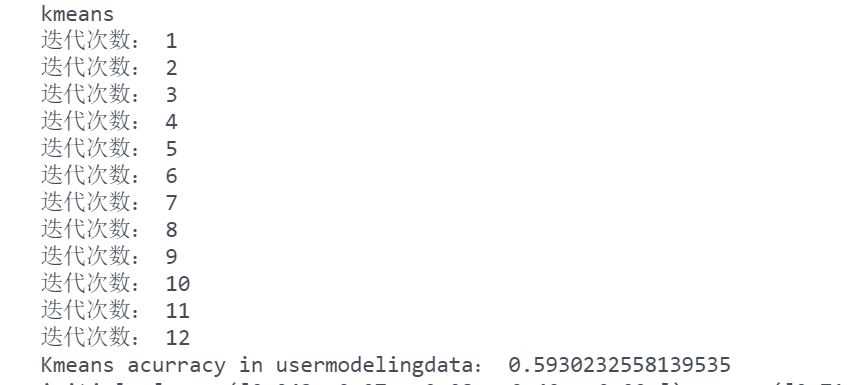 kmeans
迭代次数： 1
迭代次数： 2
迭代次数： 3
迭代次数： 4
迭代次数： 5
迭代次数： 6
迭代次数： 7
迭代次数： 8
迭代次数： 9
迭代次数： 10
迭代次数： 11
迭代次数： 12
Kmeans acurracy in usermodelingdata： 0.5930232558139535